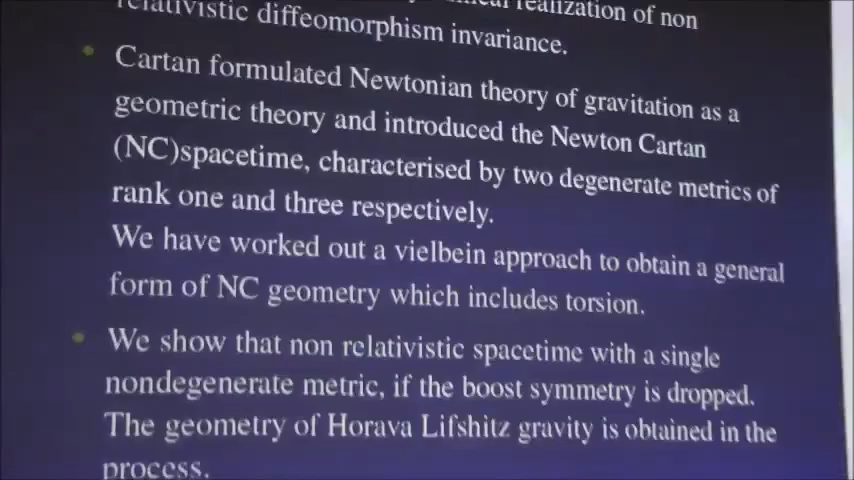 realization of non
relativistic diffeomorphism invariance.
Cartan formulated Newtonian theory of gravitation as a
geometric theory and introduced the Newton Cartan
(NC)spacetime, characterised by two degenerate metrics of
rank one and three respectively.
We have worked out a vielbein approach to obtain a general
form of NC geometry which includes torsion.
We show that non relativistic spacetime with a single
nondegenerate metric, if the boost symmetry is dropped.
The geometry of Horava Lifshitz gravity is obtained in the
process.